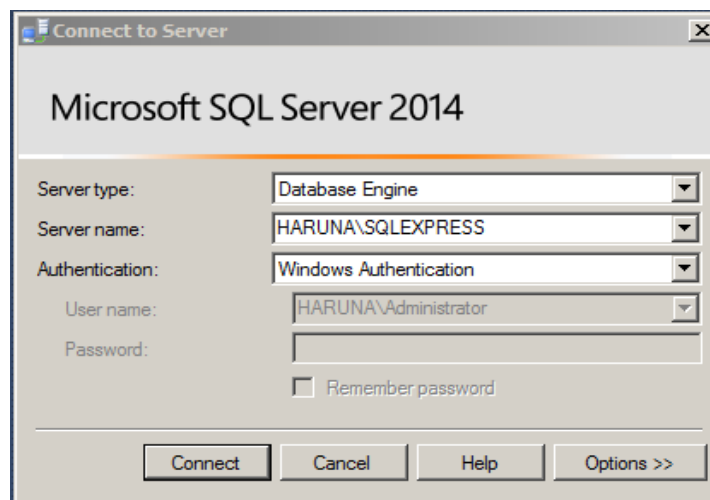 Connect to Server
Microsoft SQL Server 2014
Server type: Database Engine
Server name: HARUNA\SQLEXPRESS
Authentication: Windows Authentication
User name: HARUNA\Administrator
Password:
Remember password
Connect Cancel Help Options >>